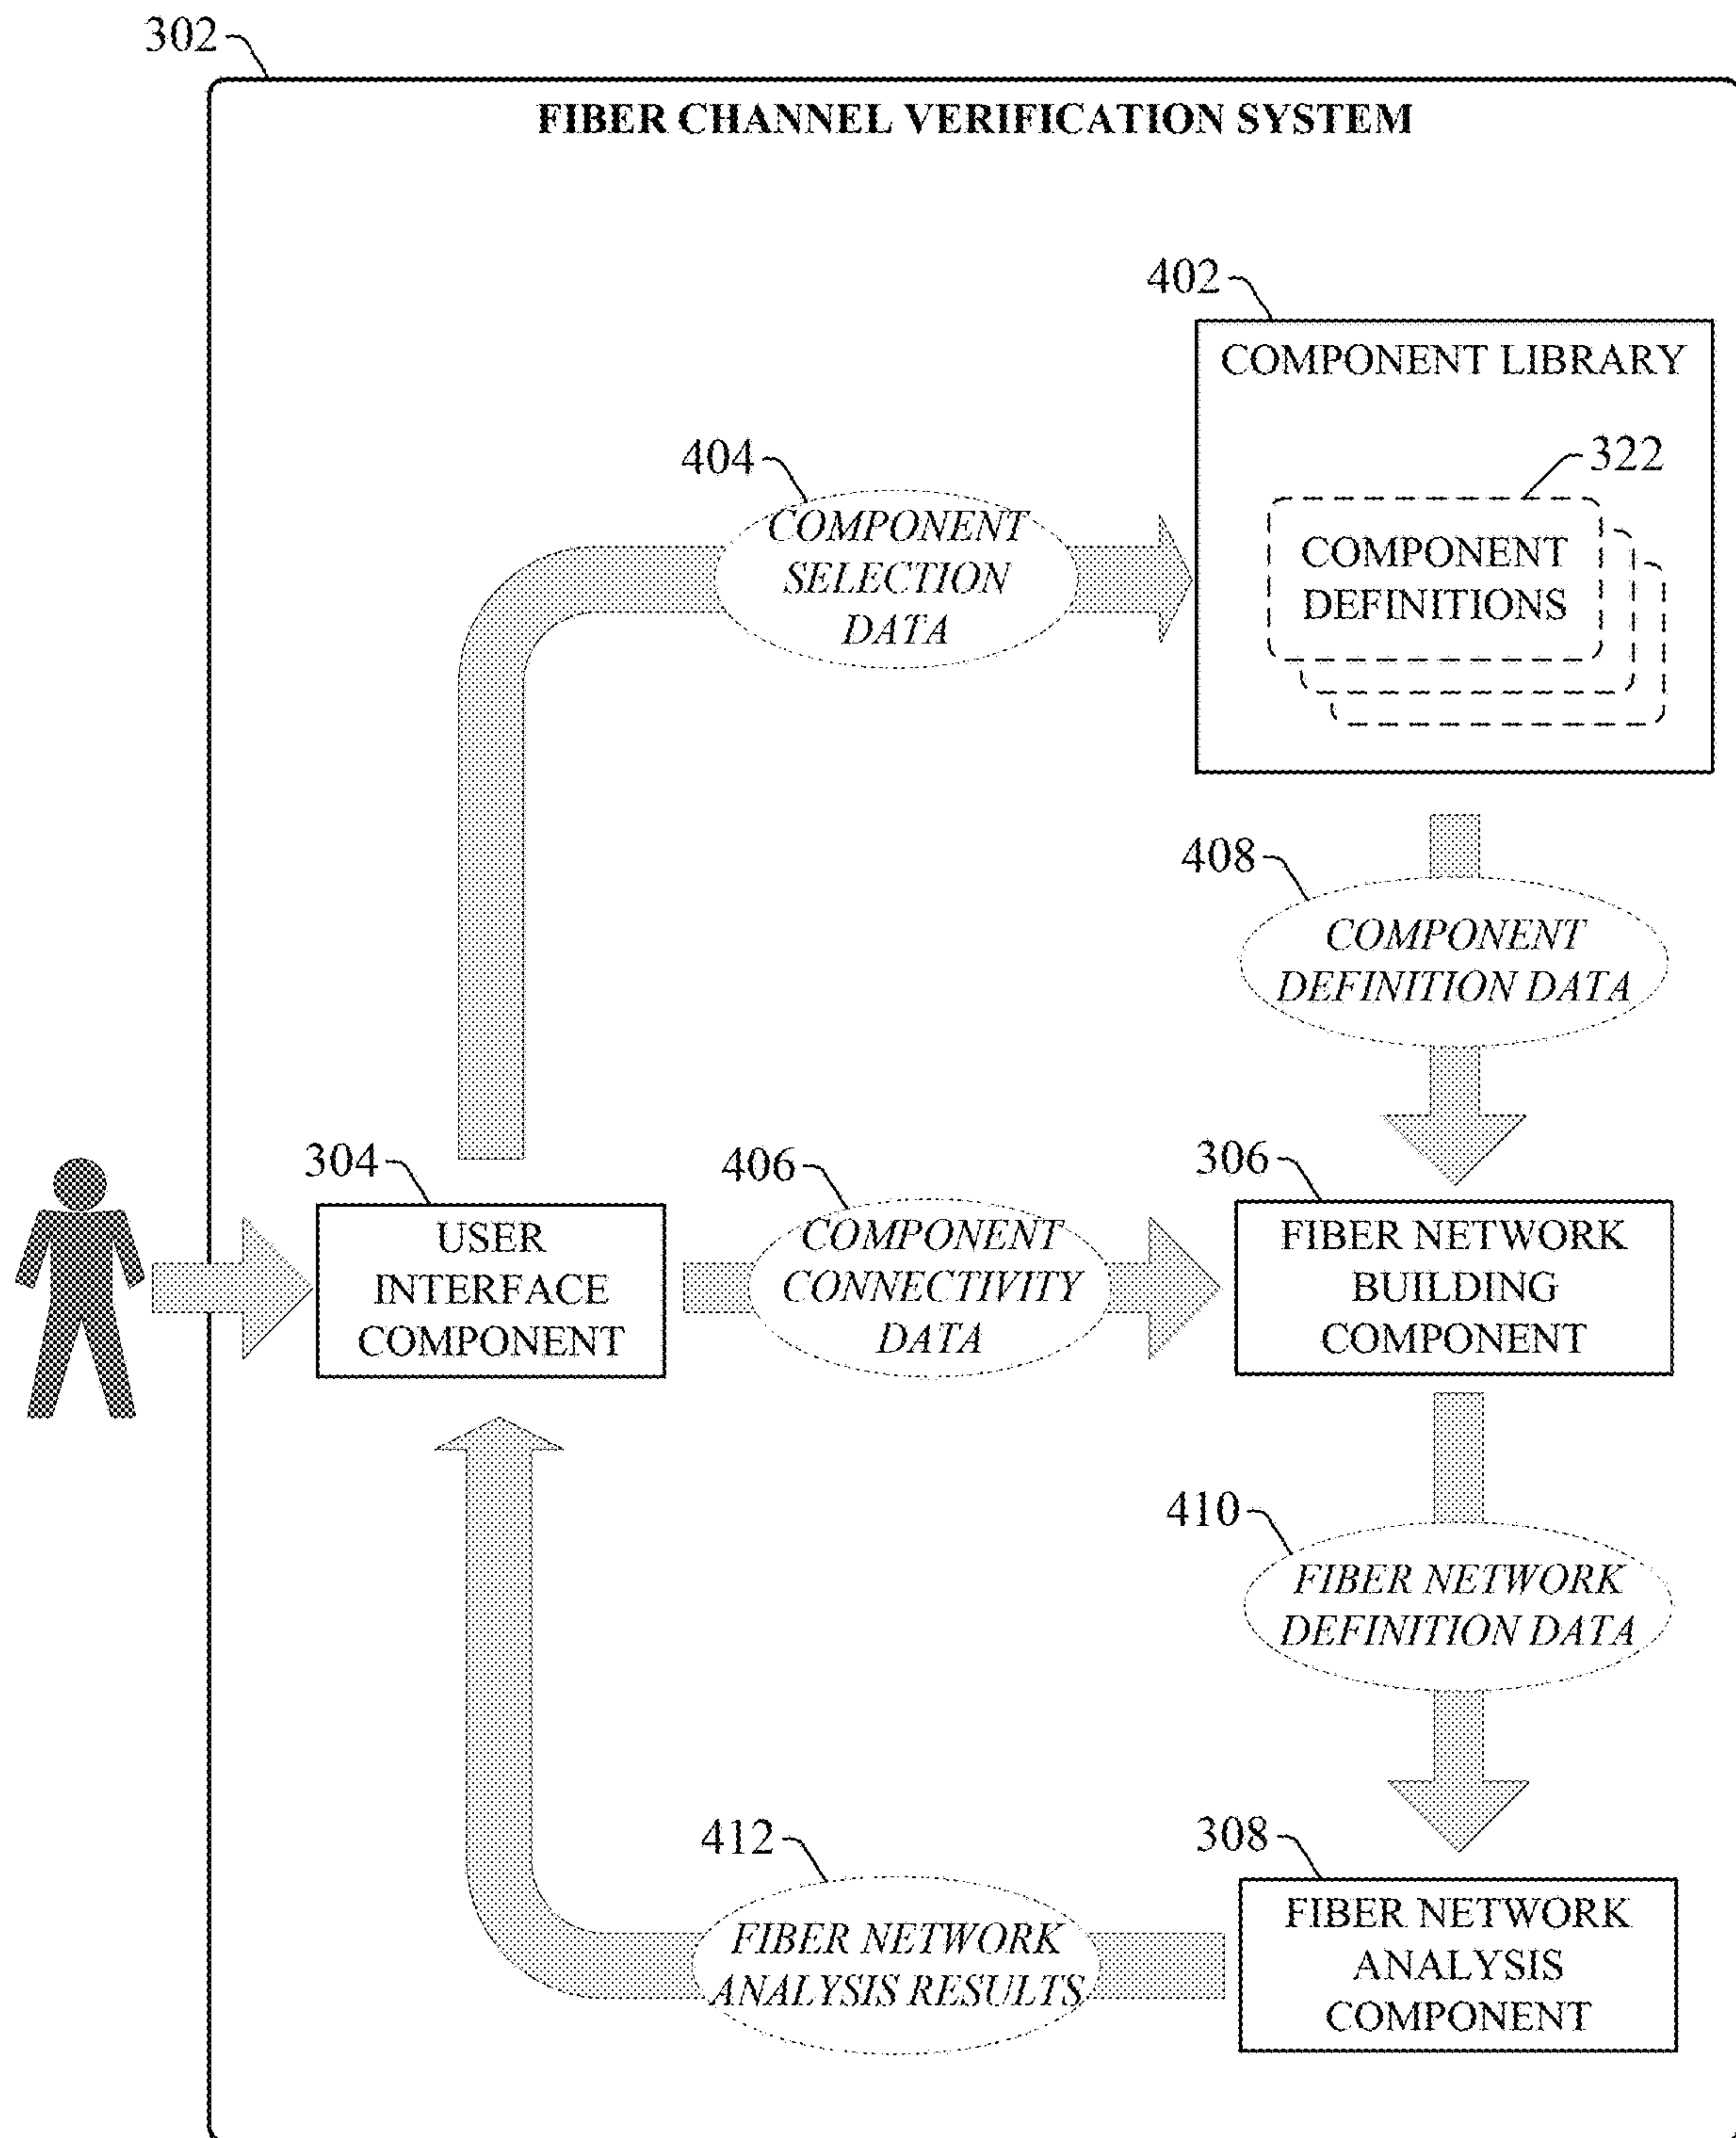 302
FIBER CHANNEL VERIFICATION SYSTEM
402
COMPONENT LIBRARY
322
COMPONENT
DEFINITIONS
404
COMPONENT
SELECTION
DATA
408
COMPONENT
DEFINITION DATA
304
USER
INTERFACE
COMPONENT
406
COMPONENT
CONNECTIVITY
DATA
306
FIBER NETWORK
BUILDING
COMPONENT
410
FIBER NETWORK
DEFINITION DATA
412
FIBER NETWORK
ANALYSIS RESULTS
308
FIBER NETWORK
ANALYSIS
COMPONENT